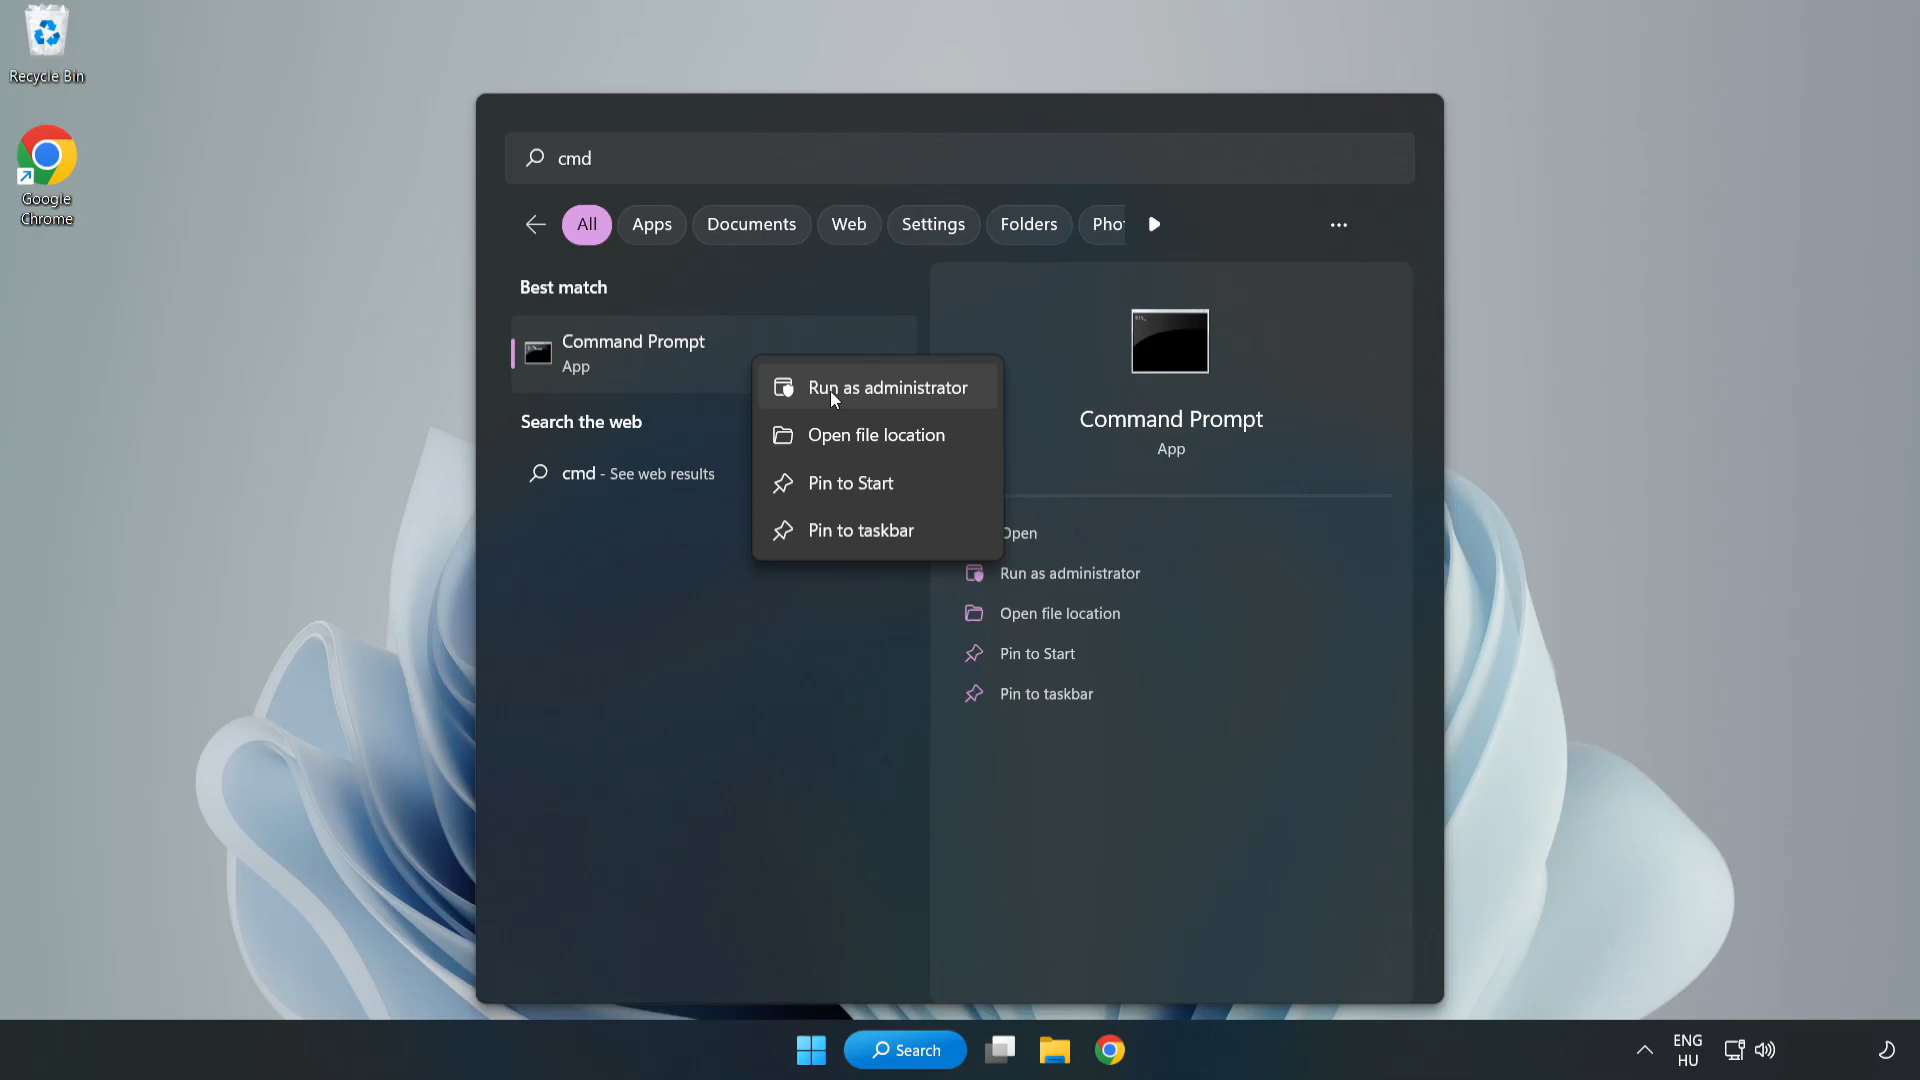 Recycle Bin
Google
Chrome
cmd
All
Apps
Documents
Web
Settings
Folders
Pho
Best match
Command Prompt
App
Search the web
cmd - See web results
Run as administrator
Open file location
Pin to Start
Pin to taskbar
Command Prompt
App
Open
Run as administrator
Open file location
Pin to Start
Pin to taskbar
Search
ENG
HU